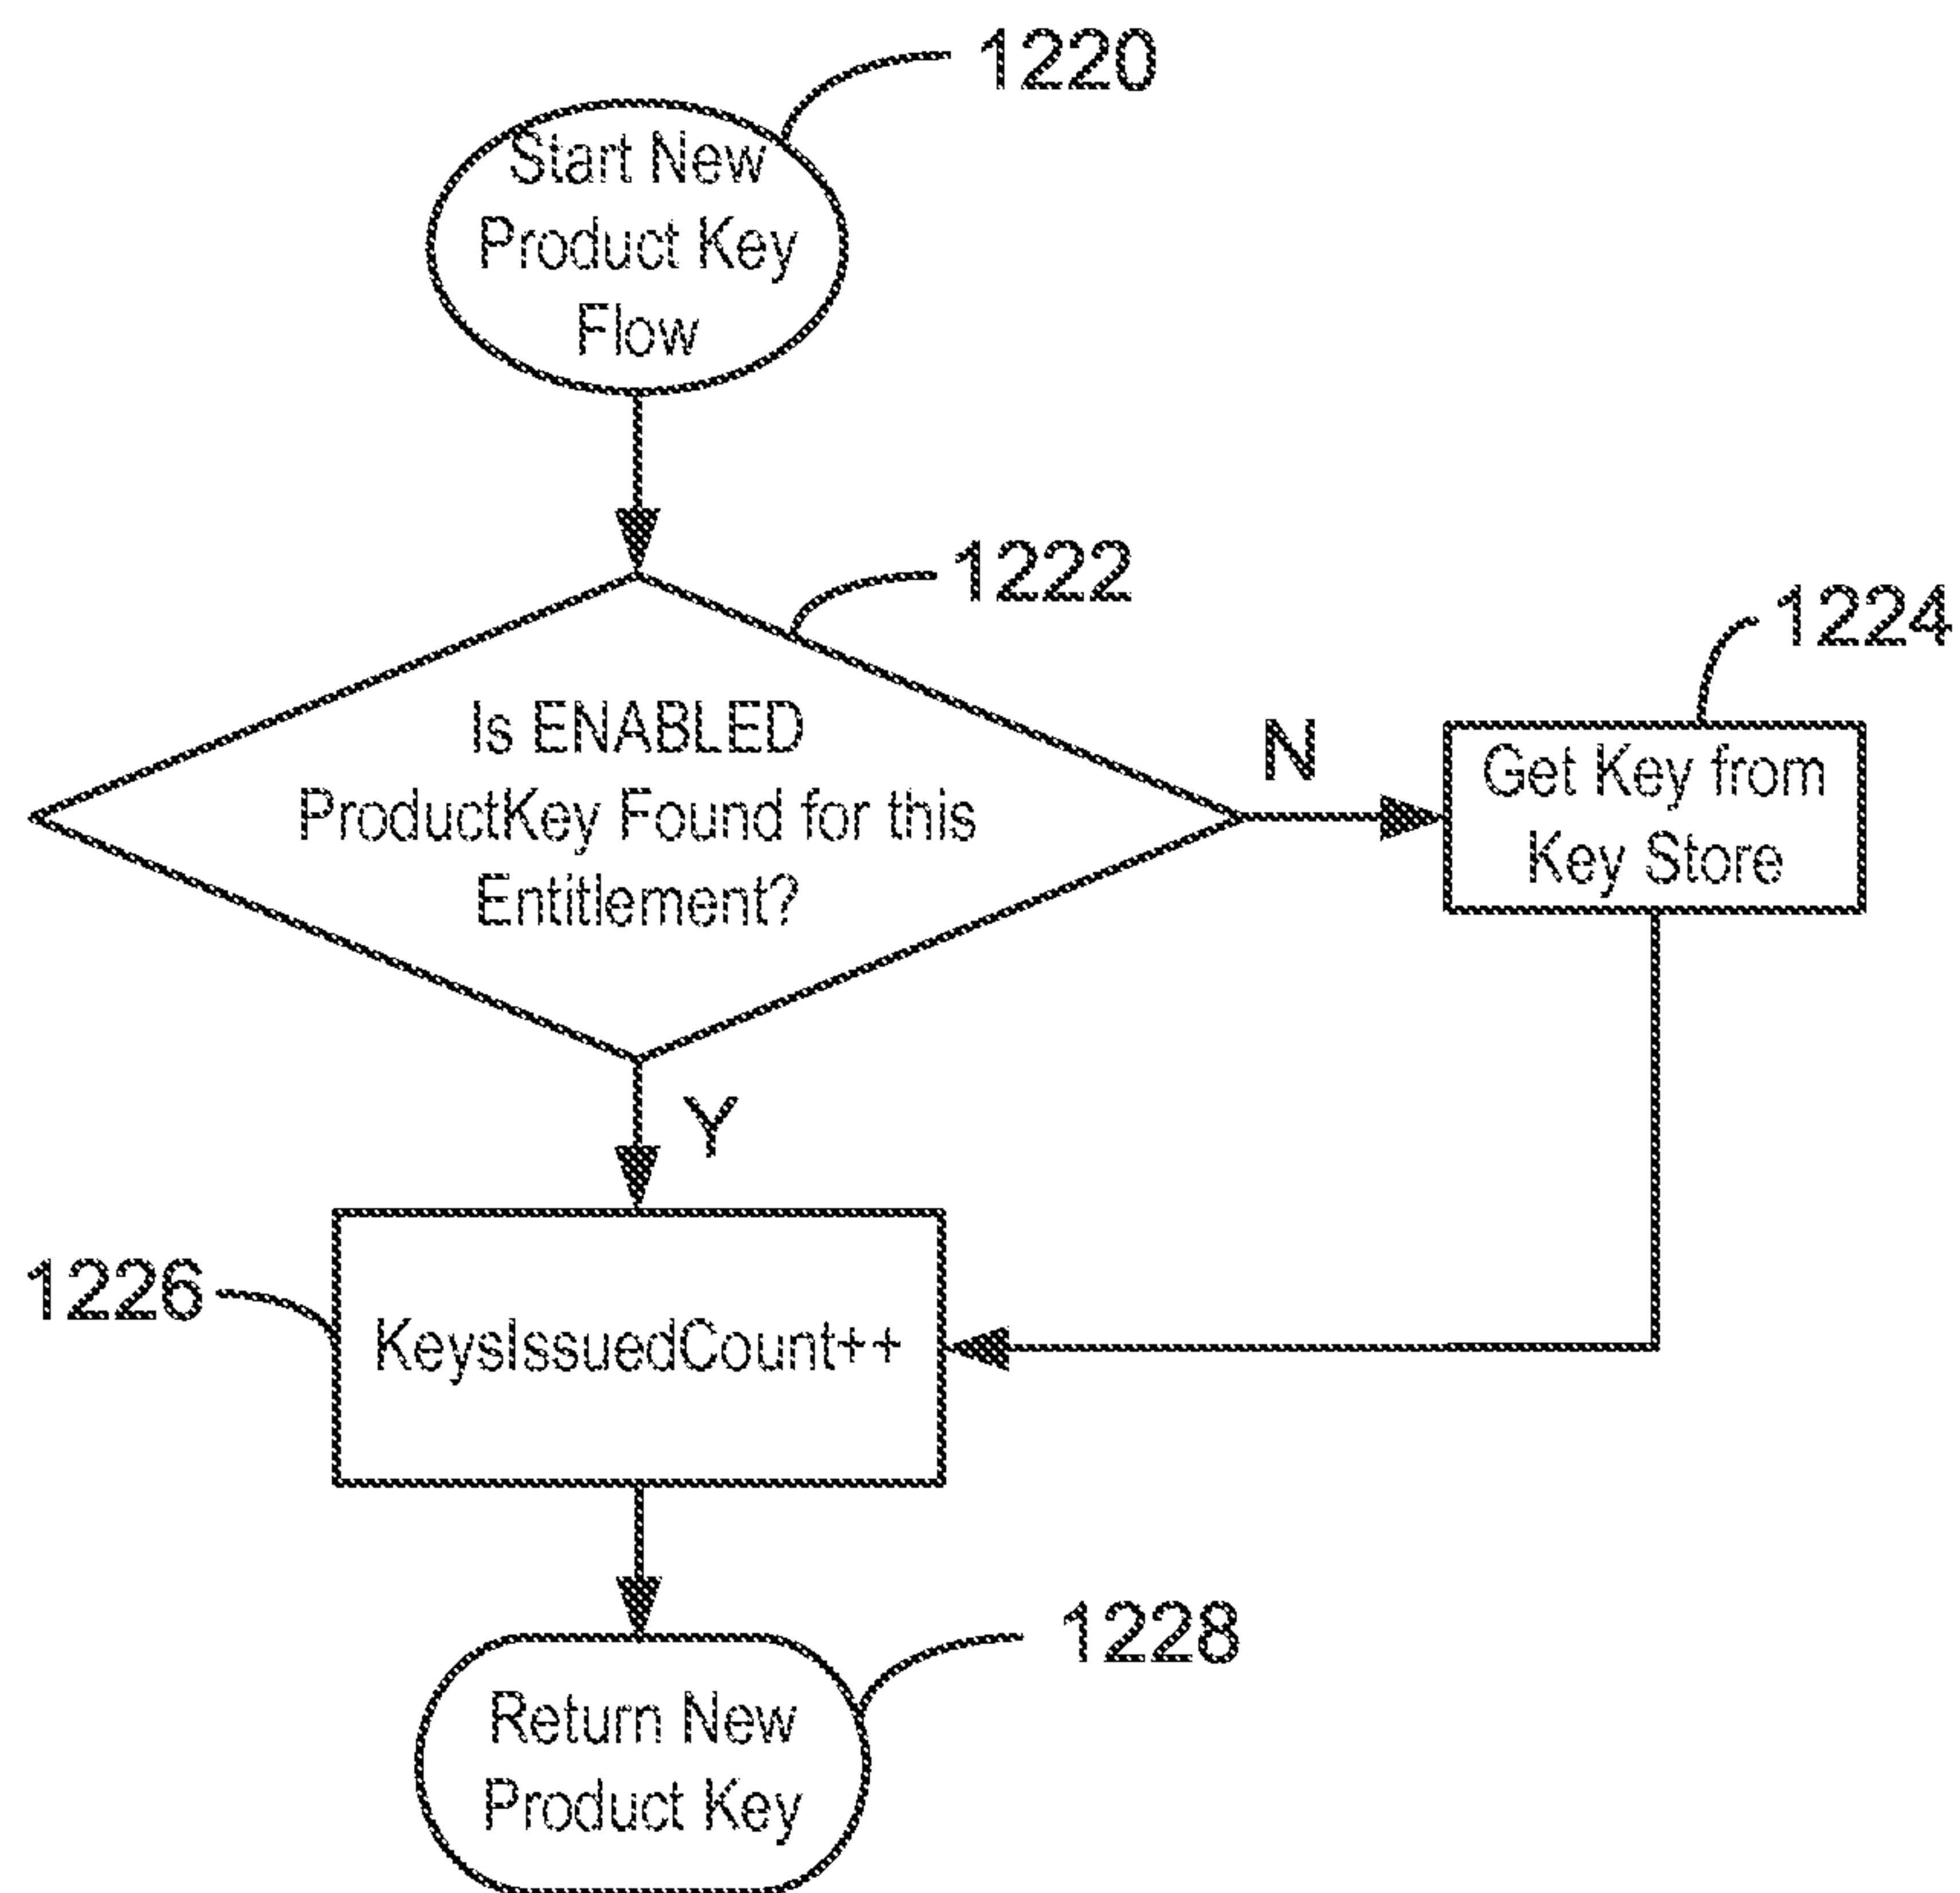 1220
Start New
Product Key
Flow
1222
Is ENABLED
ProductKey Found for this
Entitlement?
N
1224
Get Key from
Key Store
Y
1226
KeysIssuedCount++
1228
Return New
Product Key